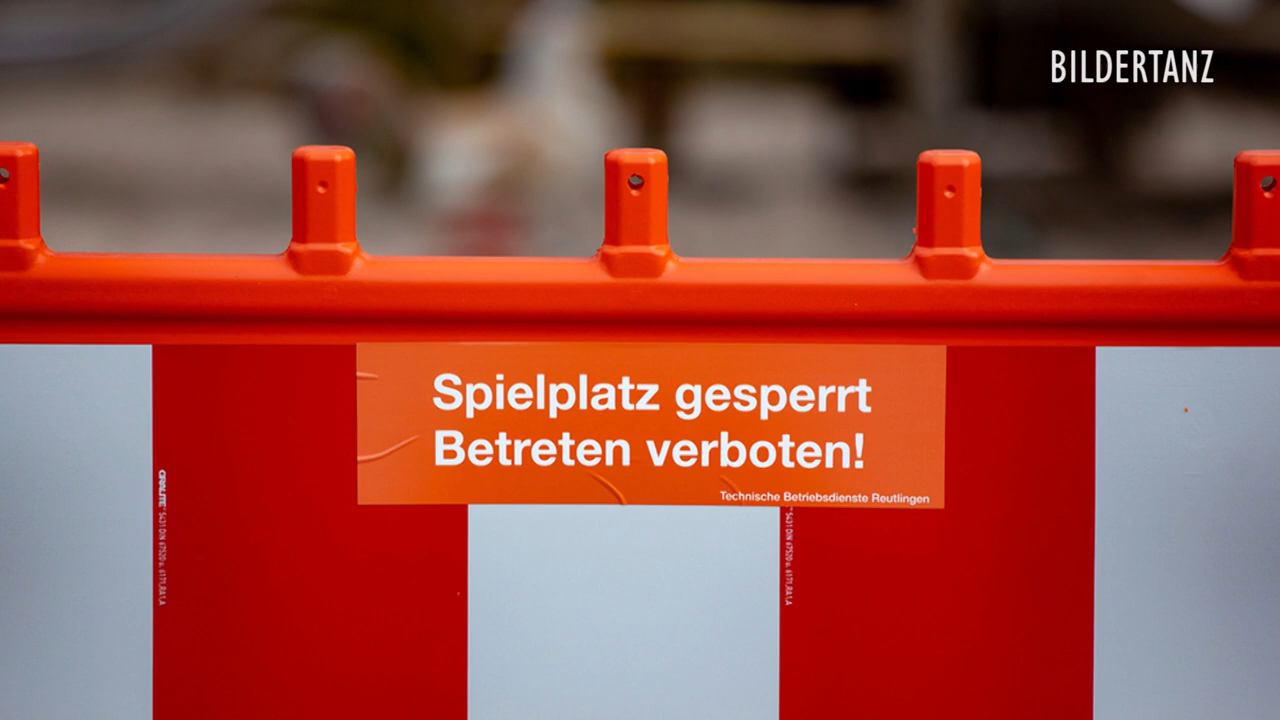 BILDERTANZ
Spielplatz gesperrt
Betreten verboten!
Technische Betriebsdienste Reutlingen